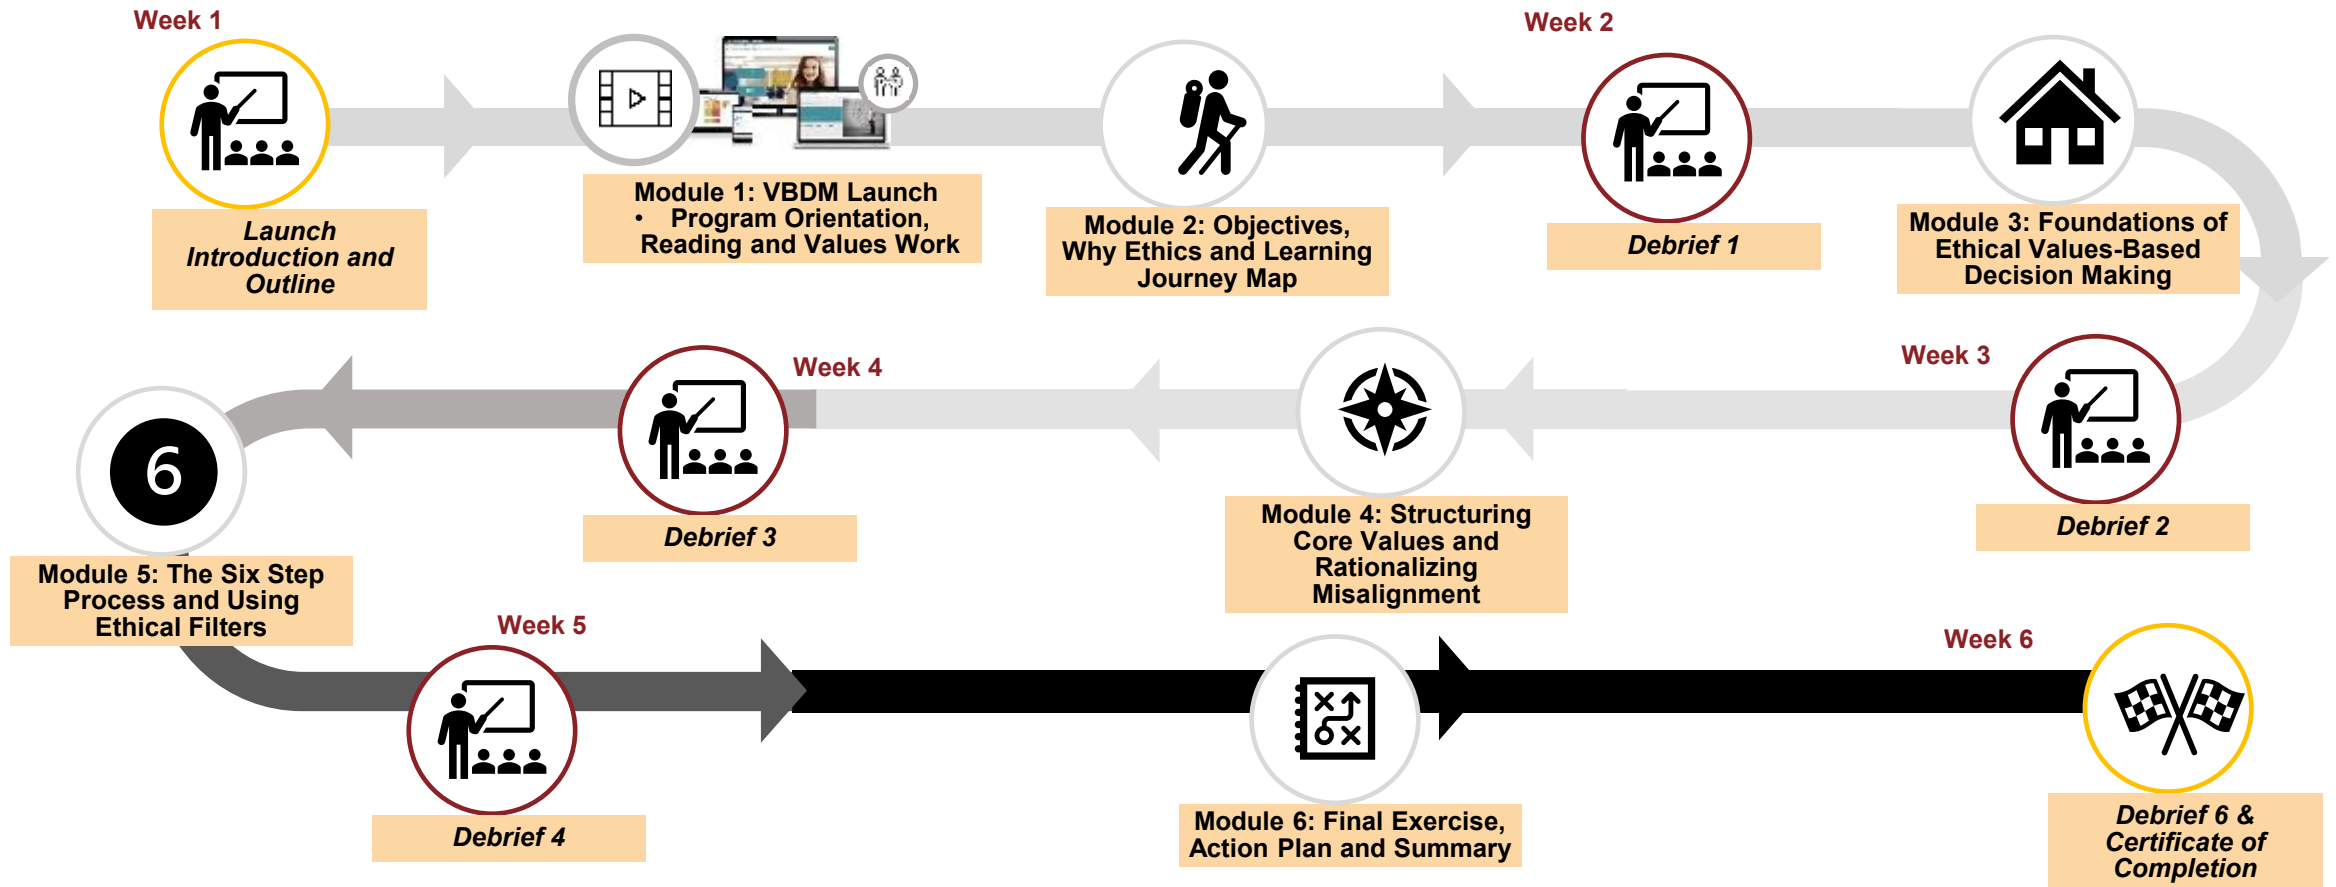 Week 1
Launch
Introduction and
Outline
Module 1: VBDM Launch
• Program Orientation,
Reading and Values Work
Module 2: Objectives,
Why Ethics and Learning
Journey Map
Week 2
Debrief 1
Module 3: Foundations of
Ethical Values-Based
Decision Making
Week 3
Debrief 2
Module 4: Structuring
Core Values and
Rationalizing
Misalignment
Week 4
Debrief 3
6
Module 5: The Six Step
Process and Using
Ethical Filters
Week 5
Debrief 4
Module 6: Final Exercise,
Action Plan and Summary
Week 6
Debrief 6 &
Certificate of
Completion